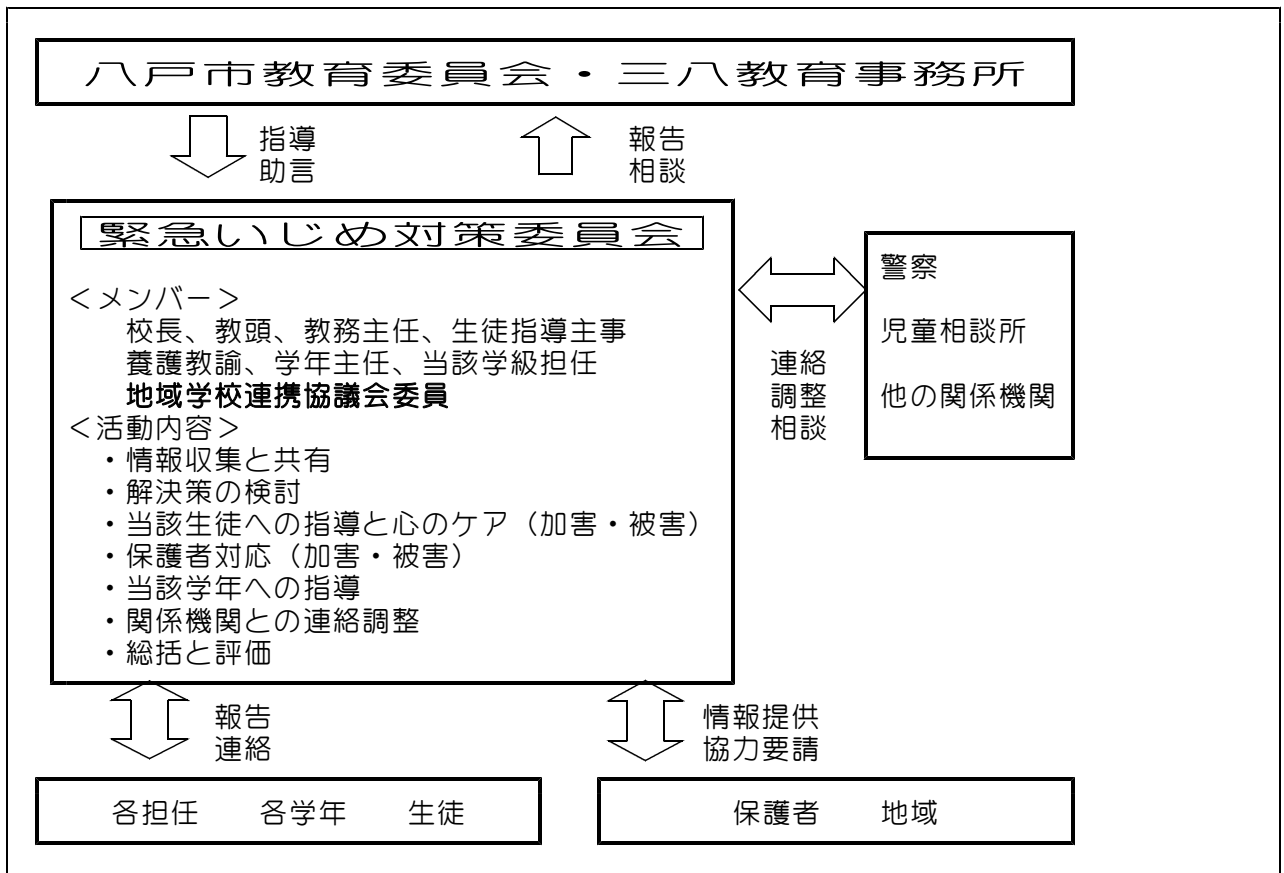 八戸市教育委員会・三八教育事務所
指導
助言
報告
相談
緊急いじめ対策委員会
＜メンバー＞
校長、教頭、教務主任、生徒指導主事
養護教諭、学年主任、当該学級担任
地域学校連携協議会委員
＜活動内容＞
・情報収集と共有
・解決策の検討
・当該生徒への指導と心のケア（加害・被害）
・保護者対応（加害・被害）
・当該学年への指導
・関係機関との連絡調整
・総括と評価
連絡
調整
相談
警察
児童相談所
他の関係機関
報告
連絡
情報提供
協力要請
各担任　　各学年　　生徒
保護者　　地域